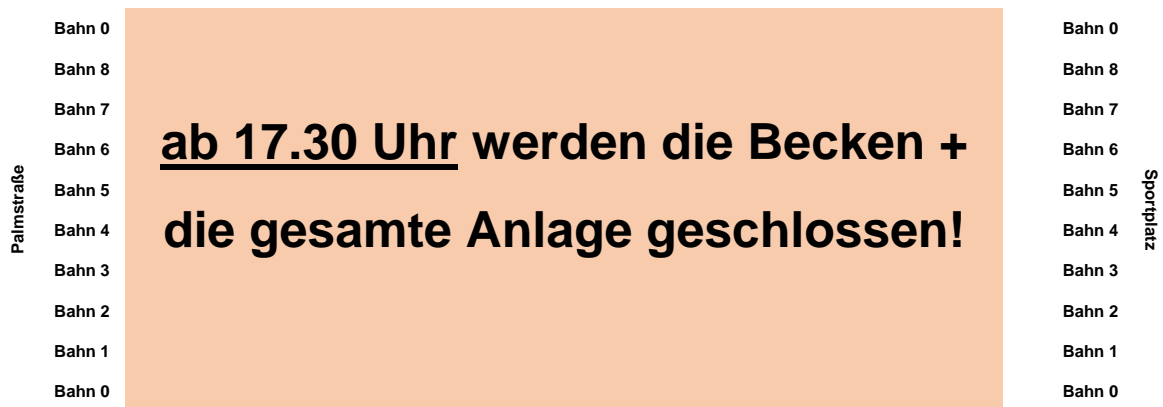 Palmstraße
Bahn 0
Bahn 8
Bahn 7
Bahn 6
Bahn 5
Bahn 4
Bahn 3
Bahn 2
Bahn 1
Bahn 0
ab 17.30 Uhr werden die Becken +
die gesamte Anlage geschlossen!
Bahn 0
Bahn 8
Bahn 7
Bahn 6
Bahn 5
Bahn 4
Bahn 3
Bahn 2
Bahn 1
Bahn 0
Sportplatz